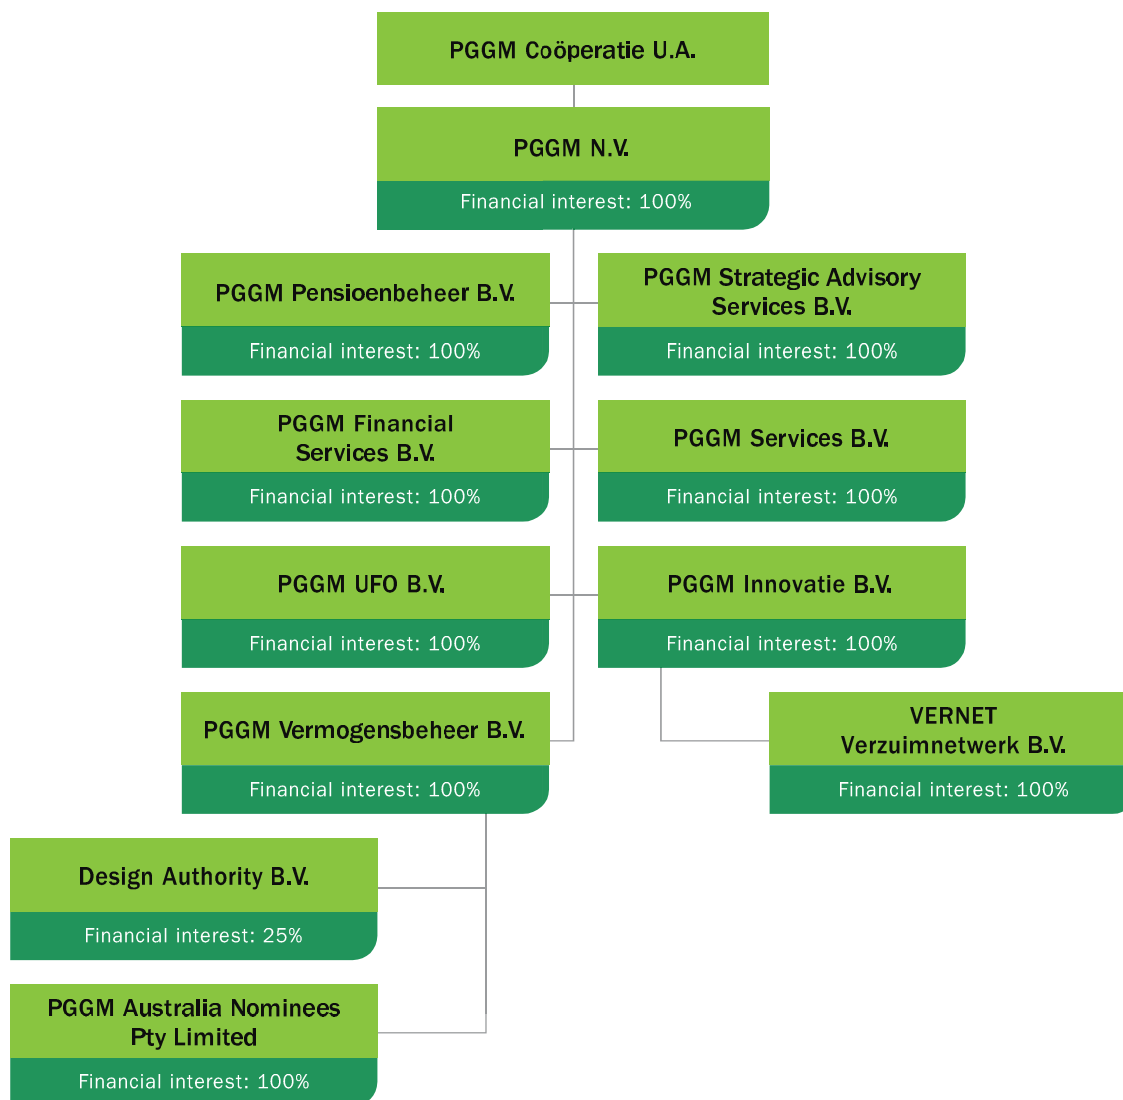 PGGM Coöperatie U.A.
PGGM N.V.
Financial interest: 100%
PGGM Pensioenbeheer B.V.
Financial interest: 100%
PGGM Strategic Advisory
Services B.V.
Financial interest: 100%
PGGM Financial
Services B.V.
Financial interest: 100%
PGGM Services B.V.
Financial interest: 100%
PGGM UFO B.V.
Financial interest: 100%
PGGM Innovatie B.V.
Financial interest: 100%
PGGM Vermogensbeheer B.V.
Financial interest: 100%
VERNET
Verzuimnetwerk B.V.
Financial interest: 100%
Design Authority B.V.
Financial interest: 25%
PGGM Australia Nominees
Pty Limited
Financial interest: 100%